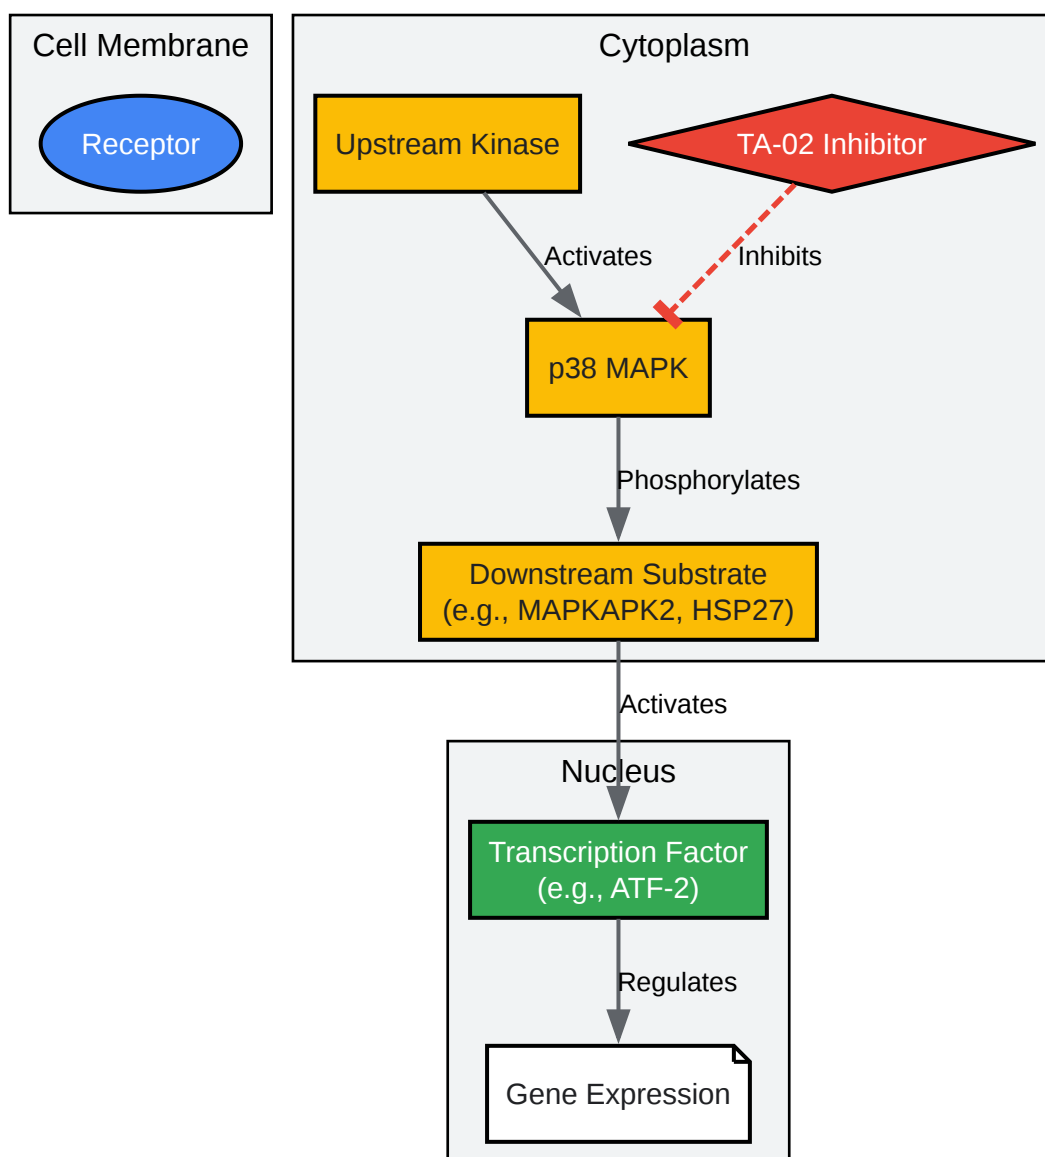 Cell Membrane
Receptor
Cytoplasm
Upstream Kinase
TA-02 Inhibitor
Activates
Inhibits
p38 MAPK
Phosphorylates
Downstream Substrate
(e.g., MAPKAPK2, HSP27)
Activates
Nucleus
Transcription Factor
(e.g., ATF-2)
Regulates
Gene Expression